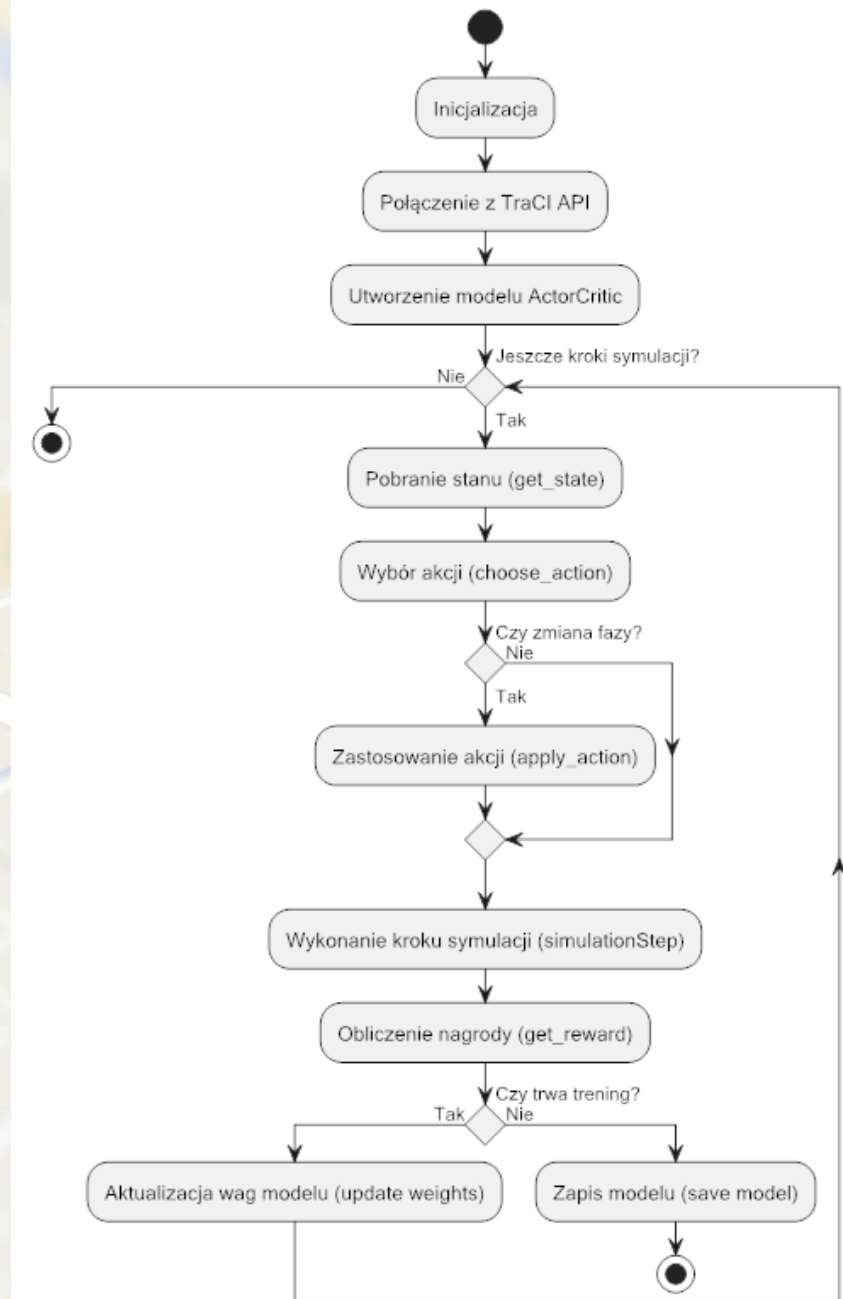 Inicjalizacja
Połączenie z TraCI API
Utworzenie modelu ActorCritic
Jeszcze kroki symulacji?
Nie
Tak
Pobranie stanu (get_state)
Wybór akcji (choose_action)
Czy zmiana fazy?
Nie
Tak
Zastosowanie akcji (apply_action)
Wykonanie kroku symulacji (simulationStep)
Obliczenie nagrody (get_reward)
Czy trwa trening?
Tak
Nie
Aktualizacja wag modelu (update weights)
Zapis modelu (save model)